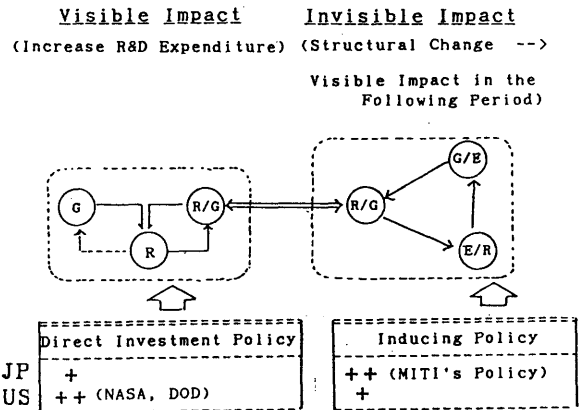 Visible Impact Invisible Impact
(Increase R&D Expenditure) (Structural Change -->
Visible Impact in the
Following Period)
G/E
G R/G R/G
R E/R
Direct Investment Policy Inducing Policy
JP + ++ (MITI's Policy)
US ++ (NASA, DOD) +